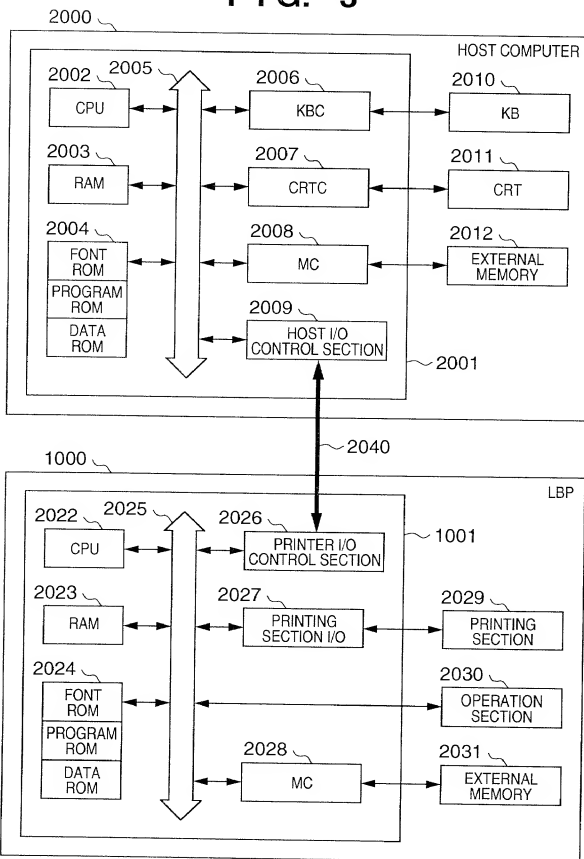 FIG. 3
2000
HOST COMPUTER
2002
2005
2006
2010
CPU
KBC
KB
2003
2007
2011
RAM
CRTC
CRT
2004
2008
2012
FONT
ROM
MC
EXTERNAL
MEMORY
PROGRAM
ROM
2009
DATA
ROM
HOST I/O
CONTROL SECTION
2001
2040
1000
LBP
2022
2025
2026
CPU
PRINTER I/O
CONTROL SECTION
1001
2023
2027
2029
RAM
PRINTING
SECTION I/O
PRINTING
SECTION
2024
2030
FONT
ROM
OPERATION
SECTION
PROGRAM
ROM
2028
2031
DATA
ROM
MC
EXTERNAL
MEMORY